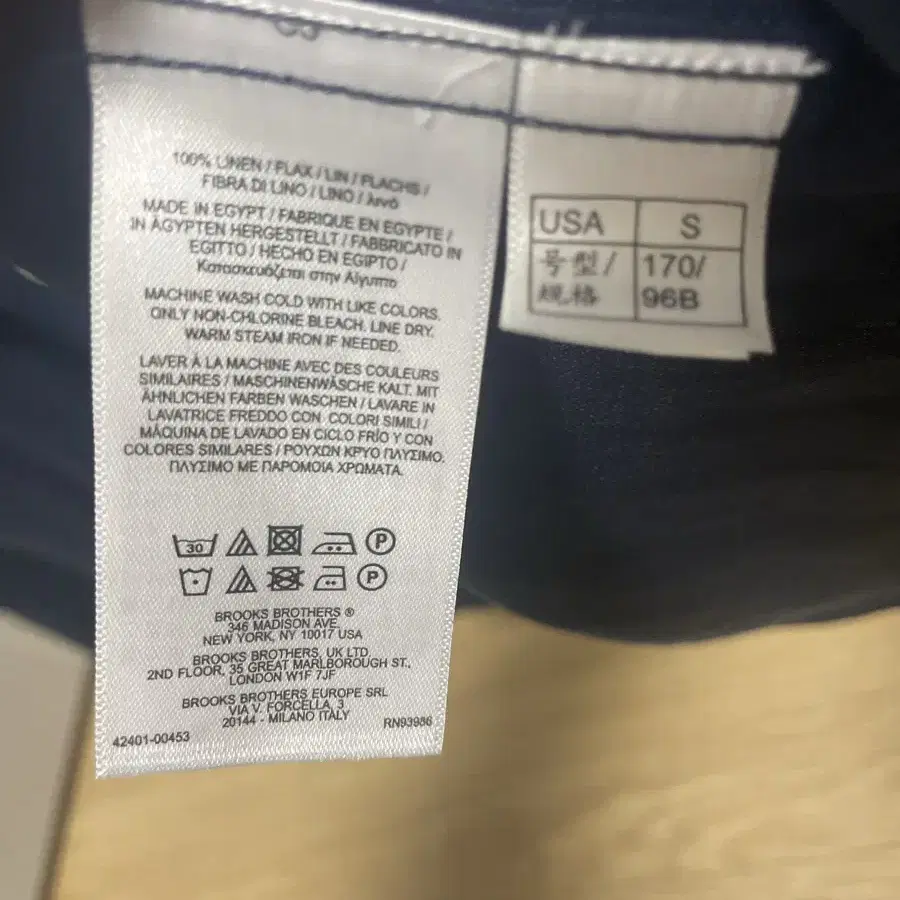 100% LINEN / FLAX / LIN / FLACHS /
FIBRA DI LINO / LINO / λινό
MADE IN EGYPT / FABRIQUE EN EGYPTE /
IN ÄGYPTEN HERGESTELLT / FABBRICATO IN
EGITTO / HECHO EN EGIPTO /
Κατασκευάζεται στην Αίγυπτο
MACHINE WASH COLD WITH LIKE COLORS.
ONLY NON-CHLORINE BLEACH. LINE DRY.
WARM STEAM IRON IF NEEDED.
LAVER À LA MACHINE AVEC DES COULEURS
SIMILAIRES / MASCHINENWÄSCHE KALT. MIT
ÄHNLICHEN FARBEN WASCHEN / LAVARE IN
LAVATRICE FREDDO CON COLORI SIMILI /
MÁQUINA DE LAVADO EN CICLO FRÍO Y CON
COLORES SIMILARES / ΡΟΥΧΩΝ ΚΡΥΟ ΠΛΥΣΙΜΟ.
ΠΛΥΣΙΜΟ ΜΕ ΠΑΡΟΜΟΙΑ ΧΡΩΜΑΤΑ.
30 P
P
BROOKS BROTHERS ®
346 MADISON AVE.
NEW YORK, NY 10017 USA
BROOKS BROTHERS, UK LTD
2ND FLOOR, 35 GREAT MARLBOROUGH ST.,
LONDON W1F 7JF
BROOKS BROTHERS EUROPE SRL
VIA V. FORCELLA, 3
20144 - MILANO ITALY
RN93986
42401-00453
USA S
号型/ 170/
规格 96B